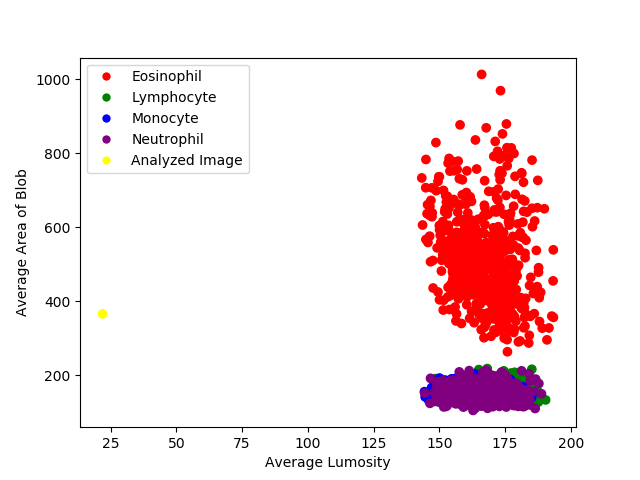 Eosinophil
Lymphocyte
Monocyte
Neutrophil
Analyzed Image
1000
800
600
400
200
Average Area of Blob
25 50 75 100 125 150 175 200
Average Lumosity